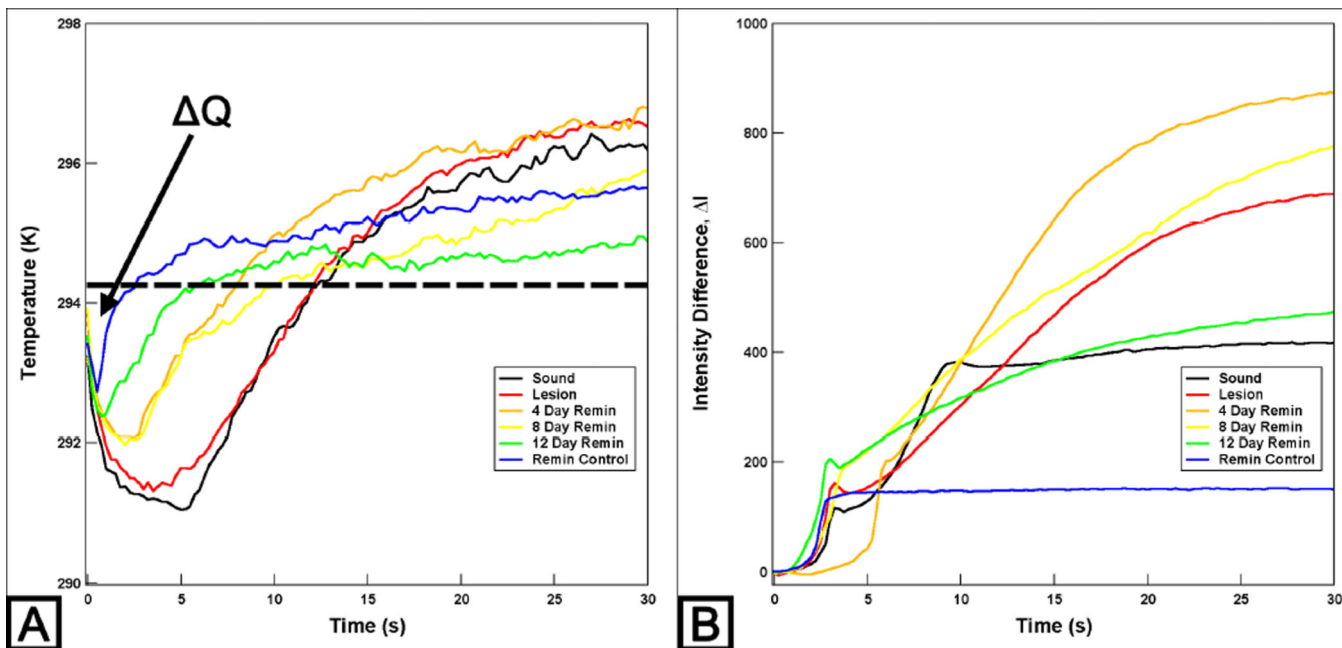 298
296
294
292
290
Temperature (K)
ΔQ
Sound
Lesion
4 Day Remin
8 Day Remin
12 Day Remin
Remin Control
0
5
10
15
20
25
30
Time (s)
A
1000
800
600
400
200
0
Intensity Difference, ΔI
Sound
Lesion
4 Day Remin
8 Day Remin
12 Day Remin
Remin Control
0
5
10
15
20
25
30
Time (s)
B